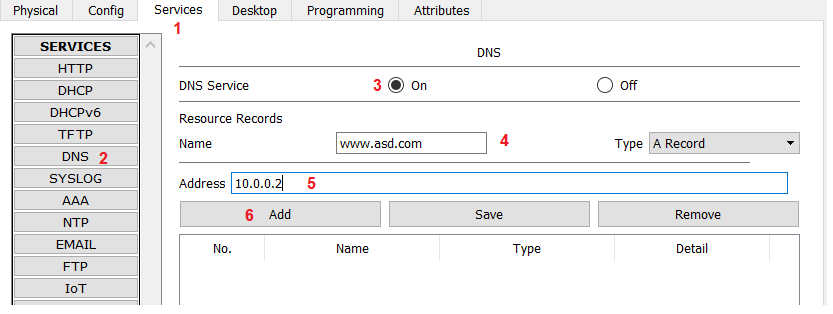 Physical Config Services Desktop Programming Attributes
1
SERVICES
HTTP
DHCP
DHCPv6
TFTP
DNS 2
SYSLOG
AAA
NTP
EMAIL
FTP
IoT
DNS
DNS Service 3 On Off
Resource Records
Name www.asd.com 4 Type A Record
Address 10.0.0.2 5
6 Add Save Remove
No. Name Type Detail